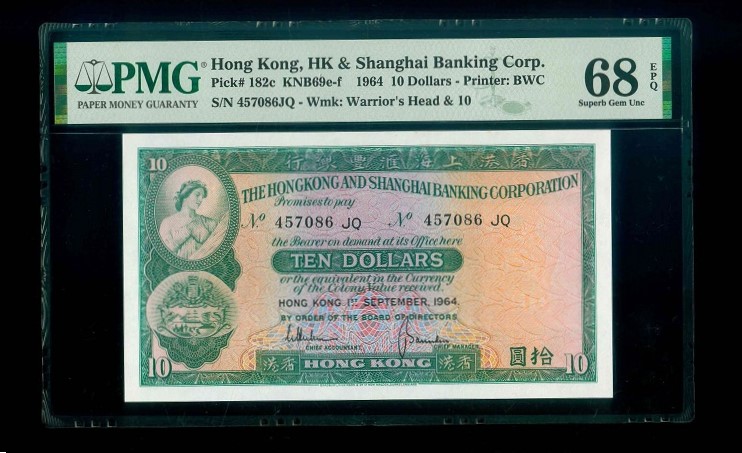 PMG®
PAPER MONEY GUARANTY
Hong Kong, HK & Shanghai Banking Corp.
Pick# 182c KNB69e-f 1964 10 Dollars - Printer: BWC
S/N 457086JQ - Wmk: Warrior's Head & 10
68 EPQ
Superb Gem Unc
10
行銀豐滙海上港香
THE HONGKONG AND SHANGHAI BANKING CORPORATION
Promises to pay
Nº 457086 JQ Nº 457086 JQ
the Bearer on demand at its Office here
TEN DOLLARS
or the equivalent in the Currency
of the Colony, Value received.
HONG KONG 1ST SEPTEMBER, 1964.
BY ORDER OF THE BOARD OF DIRECTORS
CHIEF ACCOUNTANT. CHIEF MANAGER.
10 港香 HONG KONG 港香 圓拾 10